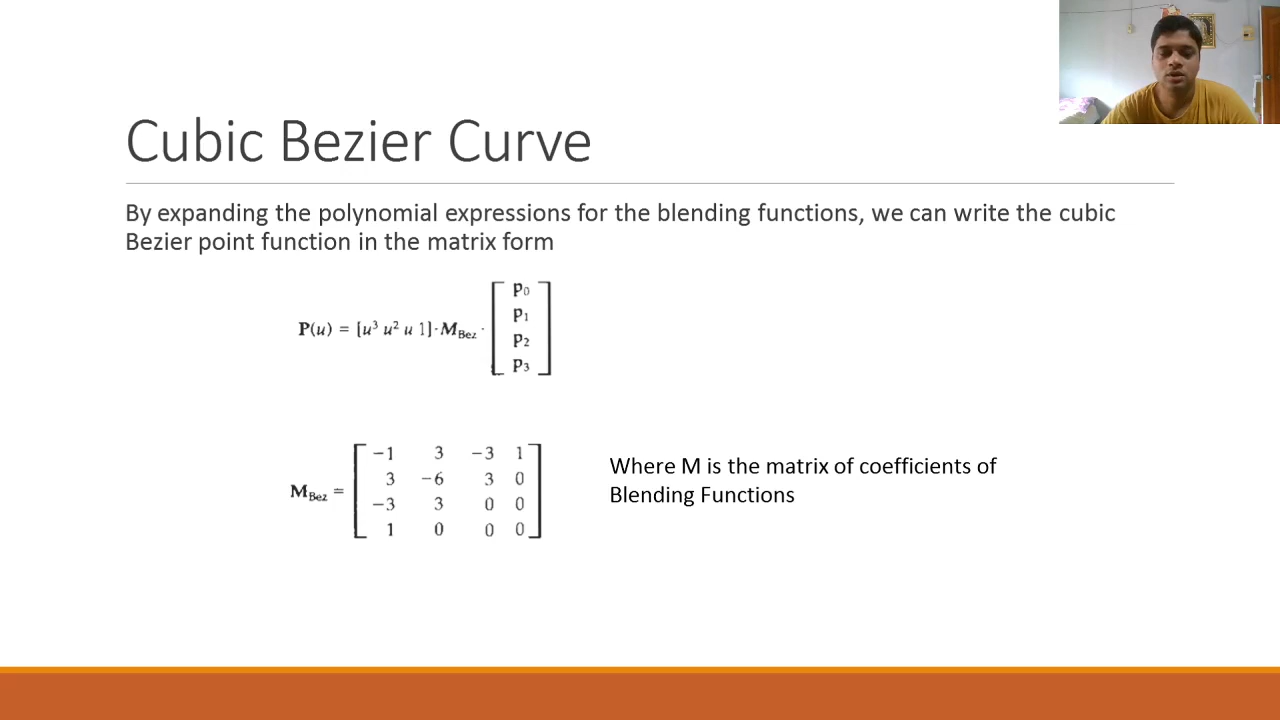 Cubic Bezier Curve
By expanding the polynomial expressions for the blending functions, we can write the cubic
Bezier point function in the matrix form
P(u) = [u³ u² u 1]·M_Bez ·
p₀
p₁
p₂
p₃
M_Bez =
−1 3 −3 1
3 −6 3 0
−3 3 0 0
1 0 0 0
Where M is the matrix of coefficients of
Blending Functions